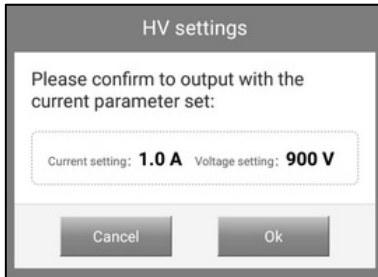 HV settings
Please confirm to output with the
current parameter set:
Current setting: 1.0 A Voltage setting: 900 V
Cancel Ok